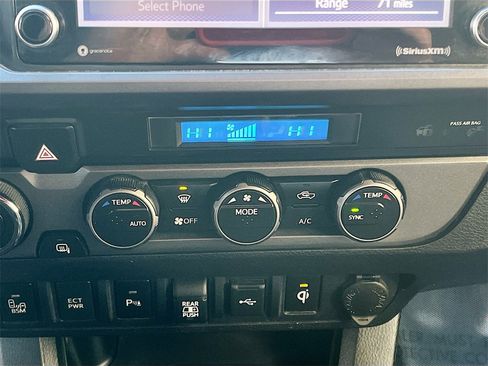 Select Phone
Range 71 miles
gracenote
SiriusXM
PASS AIR BAG
HI HI
TEMP
TEMP
AUTO
OFF
MODE
A/C
SYNC
BSM
ECT PWR
P
REAR PUSH